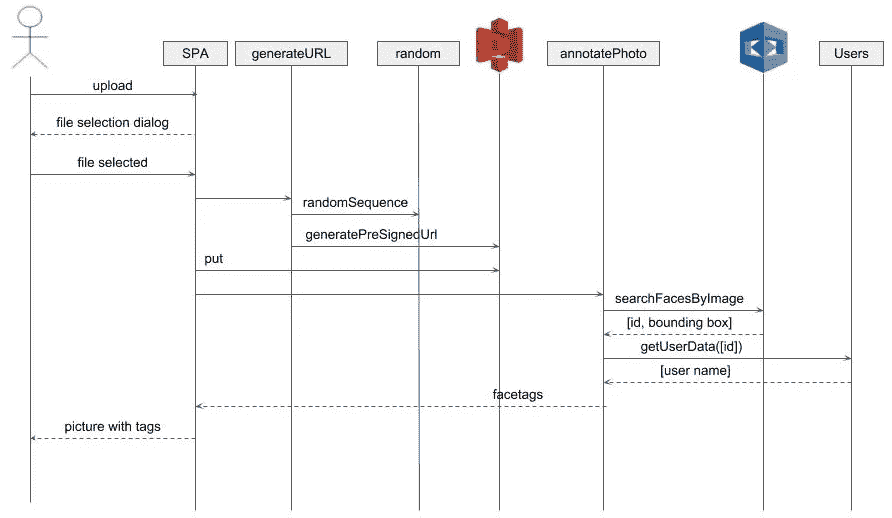 SPA
generateURL
random
annotatePhoto
Users
upload
file selection dialog
file selected
randomSequence
generatePreSignedUrl
put
searchFacesByImage
[id, bounding box]
getUserData([id])
[user name]
facetags
picture with tags